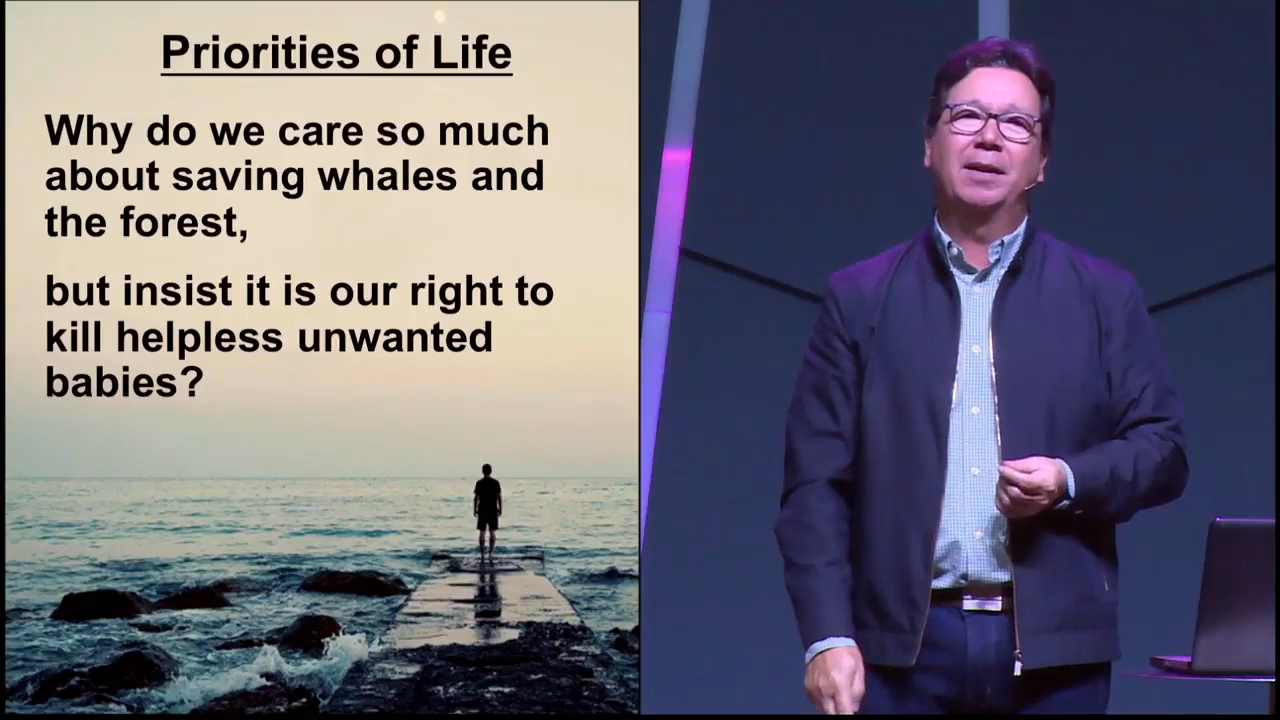 Priorities of Life
Why do we care so much
about saving whales and
the forest,
but insist it is our right to
kill helpless unwanted
babies?